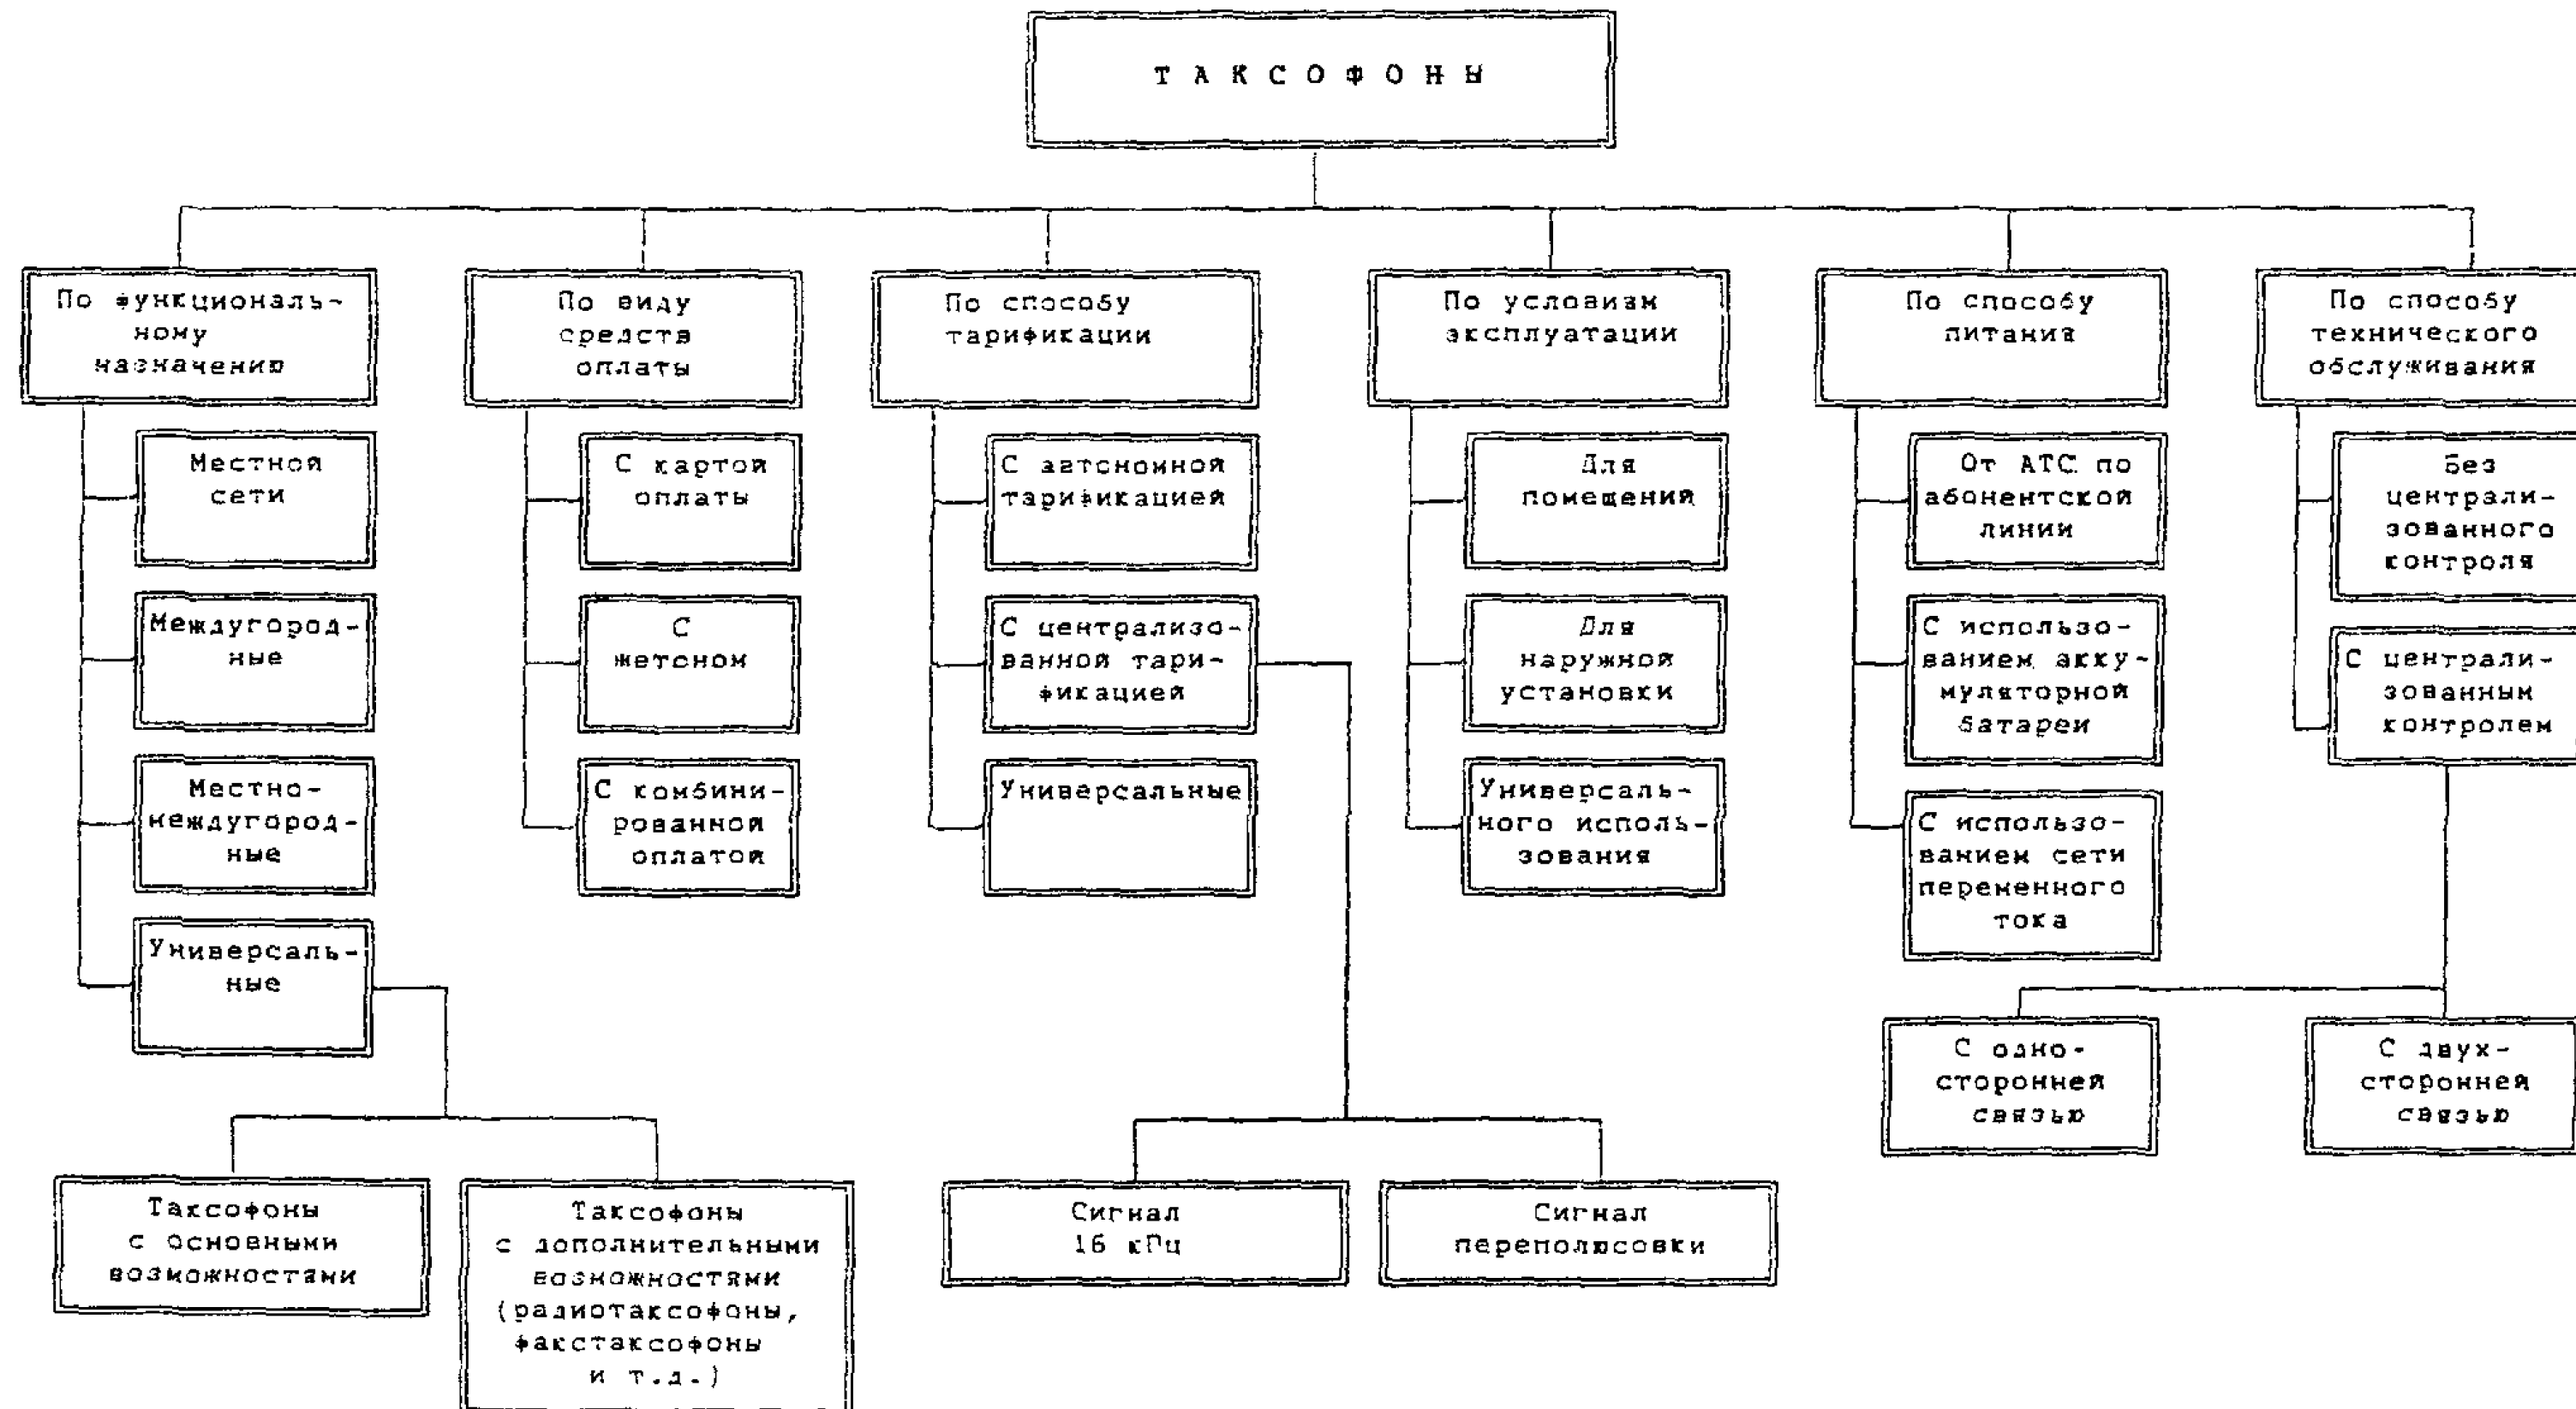 ТАКСОФОНЫ
По функциональ-
ному
назначению
По виду
средств
оплаты
По способу
тарификации
По условиям
эксплуатации
По способу
питания
По способу
технического
обслуживания
Местной
сети
Междугород-
ные
Местно-
междугород-
ные
Универсаль-
ные
С картой
оплаты
С
жетоном
С комбини-
рованной
оплатой
С автономной
тарификацией
С централизо-
ванной тари-
фикацией
Универсальные
Для
помещений
Для
наружной
установки
Универсаль-
ного исполь-
зования
От АТС по
абонентской
линии
С использо-
ванием акку-
муляторной
батареи
С использо-
ванием сети
переменного
тока
Без
централи-
зованного
контроля
С централи-
зованным
контролем
С одно-
сторонней
связью
С двух-
сторонней
связью
Таксофоны
с основными
возможностями
Таксофоны
с дополнительными
возможностями
(радиотаксофоны,
факстаксофоны
и т.д.)
Сигнал
16 кГц
Сигнал
переполюсовки